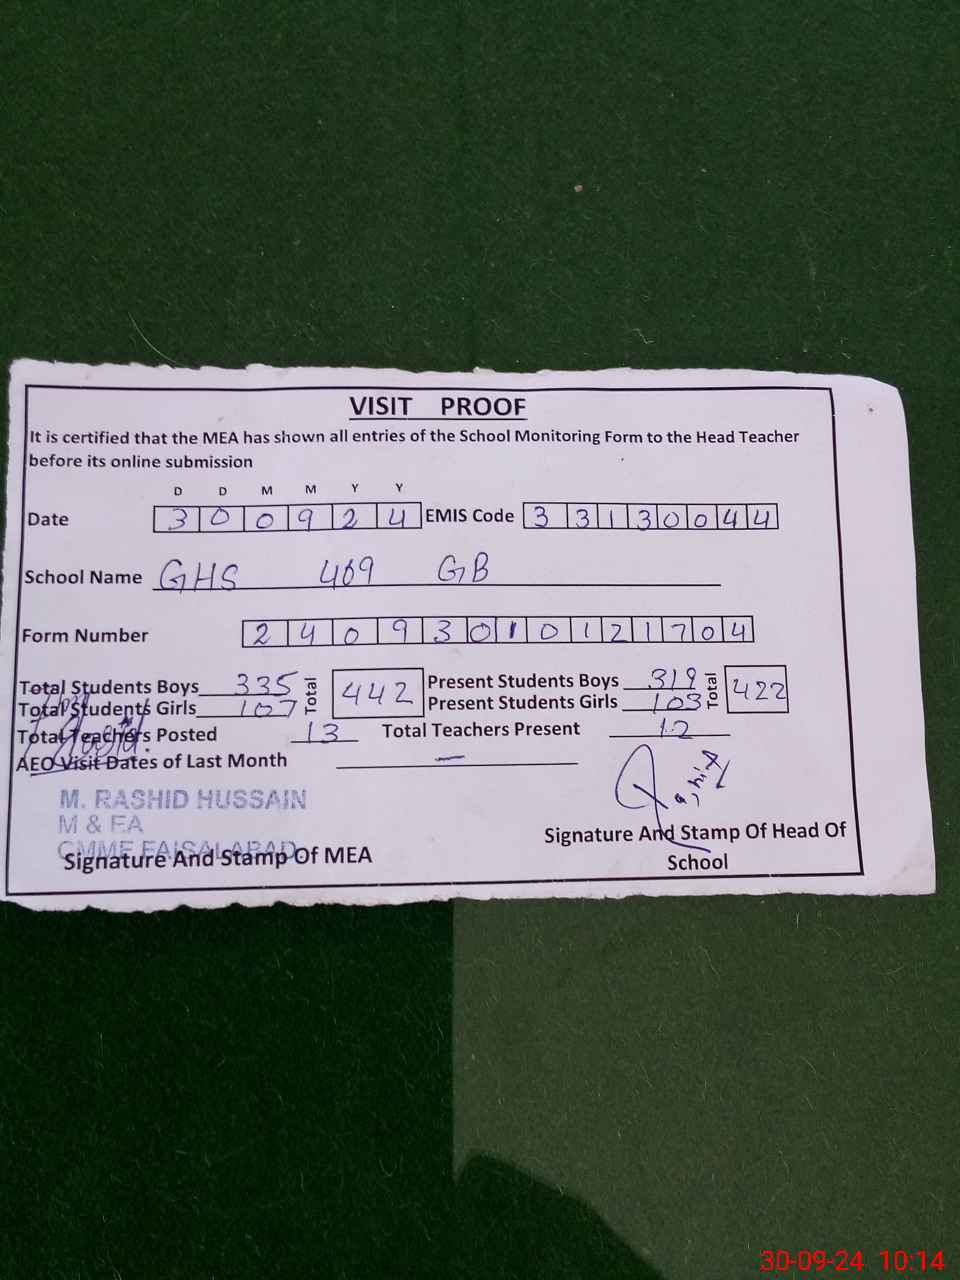 VISIT PROOF
It is certified that the MEA has shown all entries of the School Monitoring Form to the Head Teacher
before its online submission
D D M M Y Y
Date 3 0 0 9 2 4 EMIS Code 3 3 1 3 0 0 4 4
School Name GHS 469 GB
Form Number 2 4 0 9 3 0 1 0 1 2 1 7 0 4
Total Students Boys 335 Total 442 Present Students Boys 319 Total 422
Total Students Girls 107 Present Students Girls 103
Total Teachers Posted 13 Total Teachers Present 12
AEO Visit Dates of Last Month —
M. RASHID HUSSAIN
M & EA
CMMF FAISALABAD
Signature And Stamp Of MEA
Signature And Stamp Of Head Of
School
30-09-24 10:14